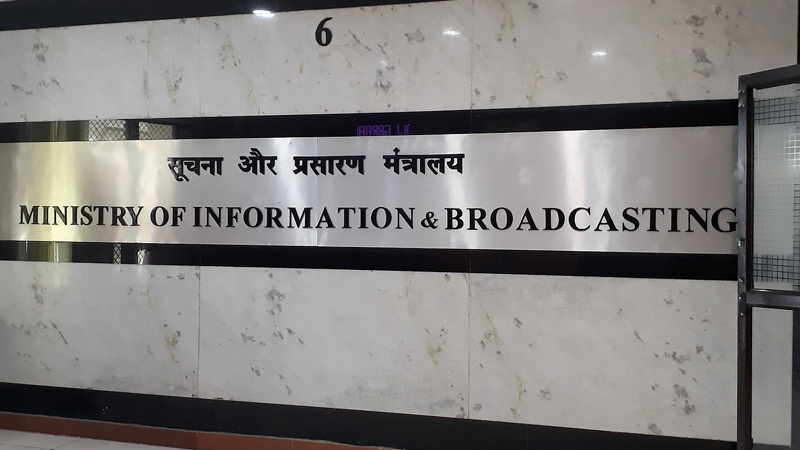 6
सूचना और प्रसारण मंत्रालय
MINISTRY OF INFORMATION & BROADCASTING